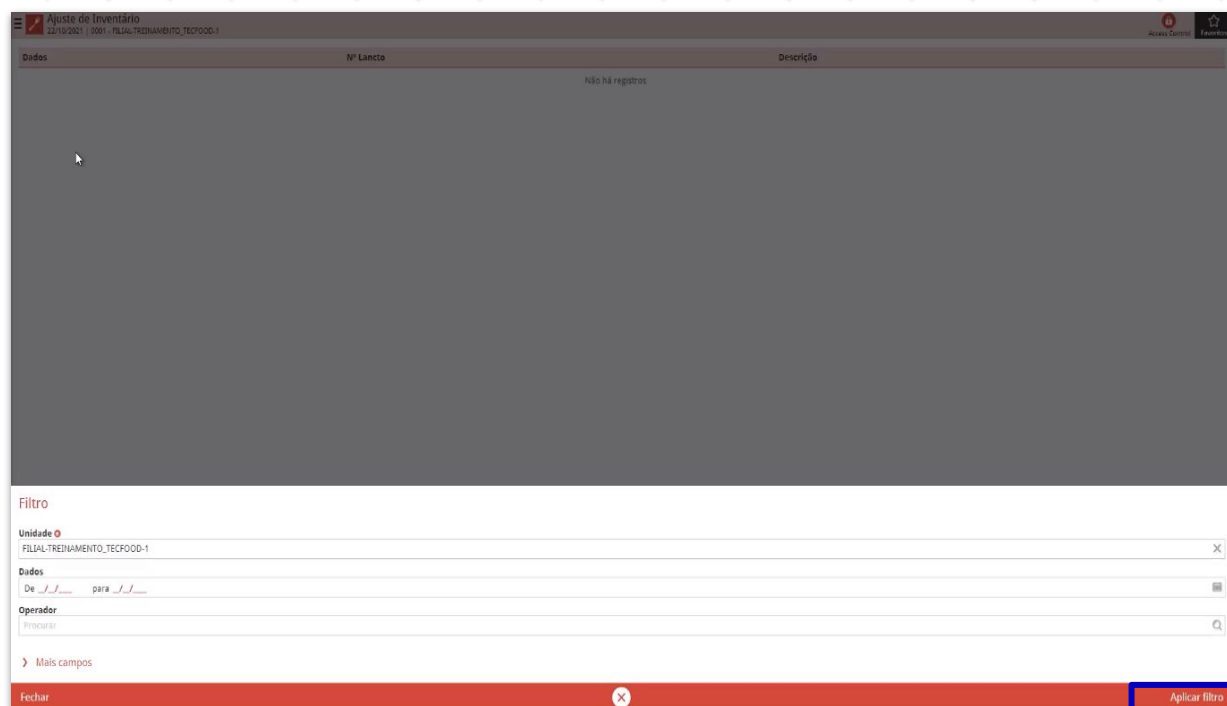 Ajuste de Inventário
22/10/2021 | 0001 - FILIAL-TREINAMENTO_TECFOOD-1
Access Control
Favoritos
Dados Nº Lancto Descrição
Não há registros
Filtro
Unidade
FILIAL-TREINAMENTO_TECFOOD-1
Dados
De _/_/___ para _/_/___
Operador
Procurar
Mais campos
Fechar
Aplicar filtro